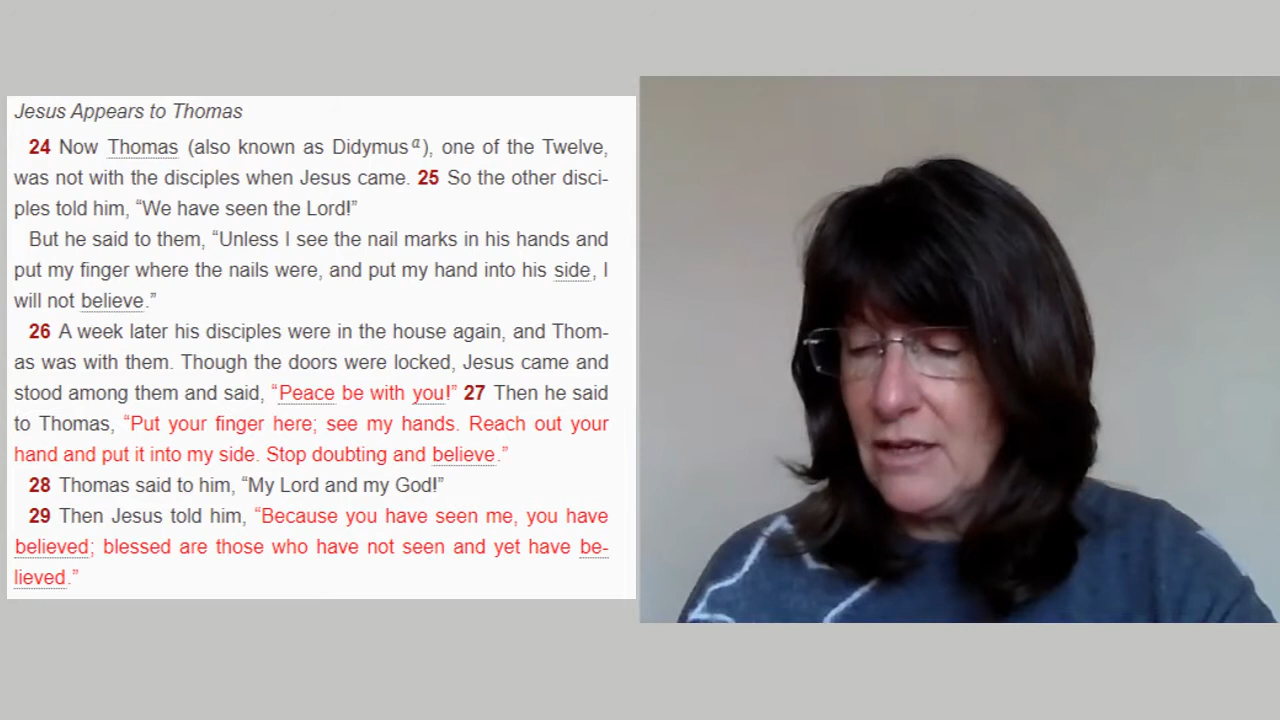 Jesus Appears to Thomas
24 Now Thomas (also known as Didymusᵃ), one of the Twelve,
was not with the disciples when Jesus came. 25 So the other disci-
ples told him, “We have seen the Lord!”
But he said to them, “Unless I see the nail marks in his hands and
put my finger where the nails were, and put my hand into his side, I
will not believe.”
26 A week later his disciples were in the house again, and Thom-
as was with them. Though the doors were locked, Jesus came and
stood among them and said, “Peace be with you!” 27 Then he said
to Thomas, “Put your finger here; see my hands. Reach out your
hand and put it into my side. Stop doubting and believe.”
28 Thomas said to him, “My Lord and my God!”
29 Then Jesus told him, “Because you have seen me, you have
believed; blessed are those who have not seen and yet have be-
lieved.”